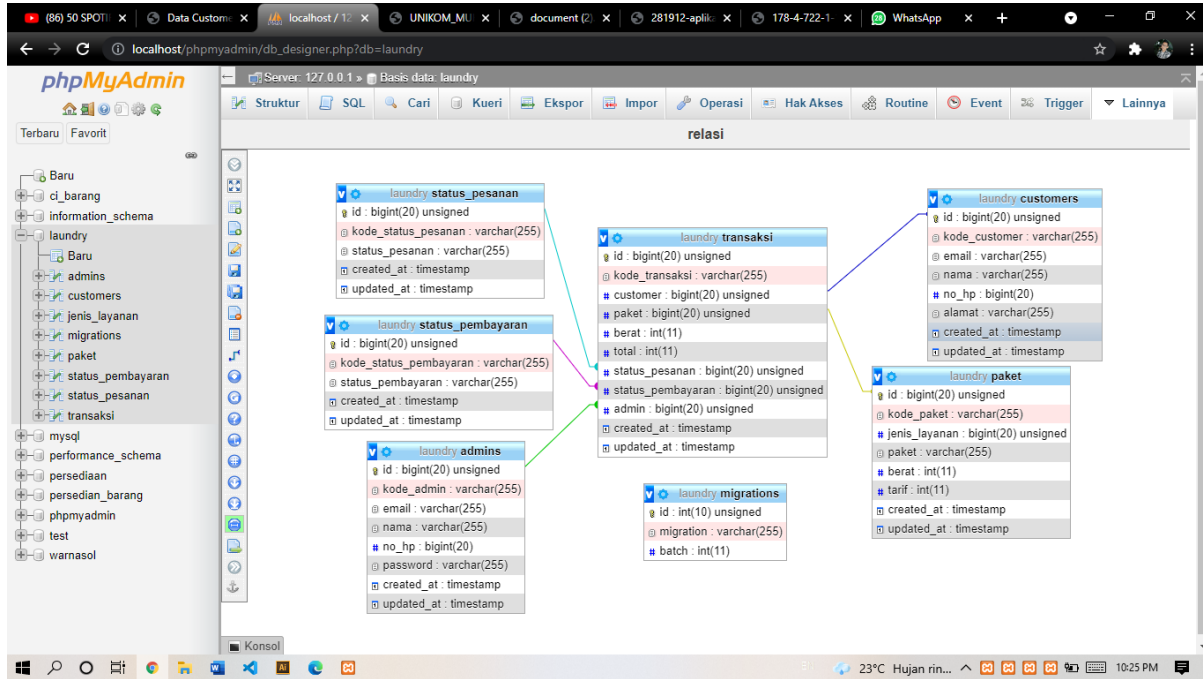 (86) 50 SPOTI
Data Custome
localhost / 12
UNIKOM_MU
document (2)
281912-aplika
178-4-722-1-
WhatsApp
localhost/phpmyadmin/db_designer.php?db=laundry
phpMyAdmin
Terbaru Favorit
Baru
ci_barang
information_schema
laundry
Baru
admins
customers
jenis_layanan
migrations
paket
status_pembayaran
status_pesanan
transaksi
mysql
performance_schema
persediaan
persedian_barang
phpmyadmin
test
warnasol
Server: 127.0.0.1 » Basis data: laundry
Struktur SQL Cari Kueri Ekspor Impor Operasi Hak Akses Routine Event Trigger Lainnya
relasi
laundry status_pesanan
id : bigint(20) unsigned
kode_status_pesanan : varchar(255)
status_pesanan : varchar(255)
created_at : timestamp
updated_at : timestamp
laundry status_pembayaran
id : bigint(20) unsigned
kode_status_pembayaran : varchar(255)
status_pembayaran : varchar(255)
created_at : timestamp
updated_at : timestamp
laundry admins
id : bigint(20) unsigned
kode_admin : varchar(255)
email : varchar(255)
nama : varchar(255)
no_hp : bigint(20)
password : varchar(255)
created_at : timestamp
updated_at : timestamp
laundry transaksi
id : bigint(20) unsigned
kode_transaksi : varchar(255)
customer : bigint(20) unsigned
paket : bigint(20) unsigned
berat : int(11)
total : int(11)
status_pesanan : bigint(20) unsigned
status_pembayaran : bigint(20) unsigned
admin : bigint(20) unsigned
created_at : timestamp
updated_at : timestamp
laundry migrations
id : int(10) unsigned
migration : varchar(255)
batch : int(11)
laundry customers
id : bigint(20) unsigned
kode_customer : varchar(255)
email : varchar(255)
nama : varchar(255)
no_hp : bigint(20)
alamat : varchar(255)
created_at : timestamp
updated_at : timestamp
laundry paket
id : bigint(20) unsigned
kode_paket : varchar(255)
jenis_layanan : bigint(20) unsigned
paket : varchar(255)
berat : int(11)
tarif : int(11)
created_at : timestamp
updated_at : timestamp
Konsol
23°C Hujan rin... 10:25 PM